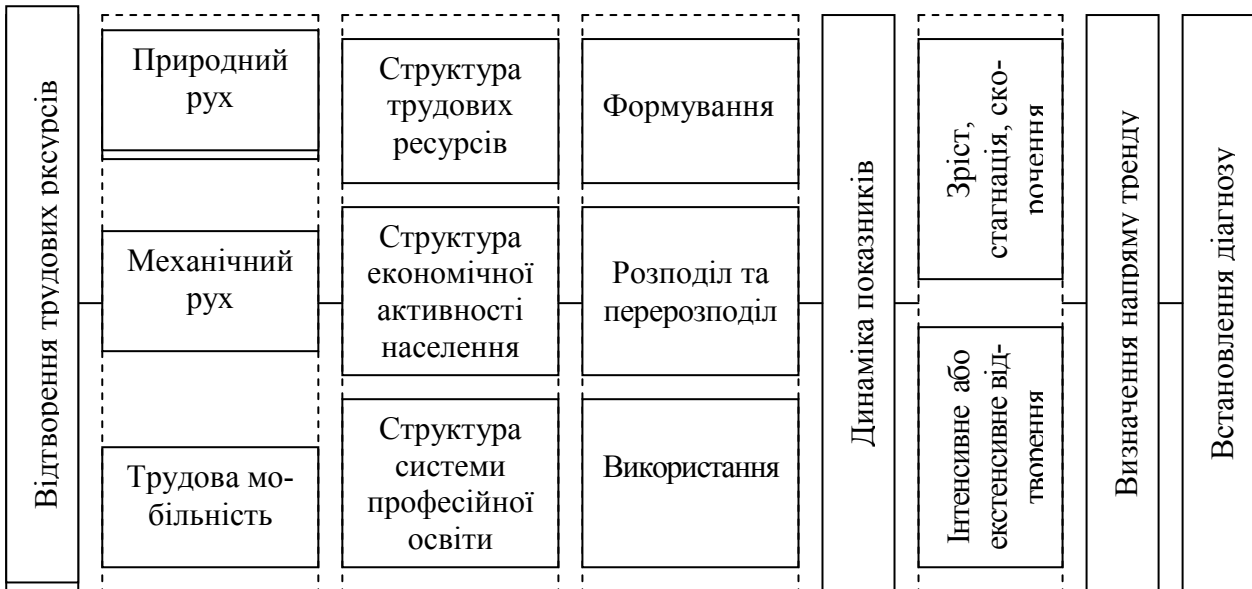 Відтворення трудових рксурсів
Природний
рух
Механічний
рух
Трудова мо-
більність
Структура
трудових
ресурсів
Структура
економічної
активності
населення
Структура
системи
професійної
освіти
Формування
Розподіл та
перерозподіл
Використання
Динаміка показників
Зріст,
стагнація, ско-
рочення
Інтенсивне або
екстенсивне від-
творення
Визначення напряму тренду
Встановлення діагнозу